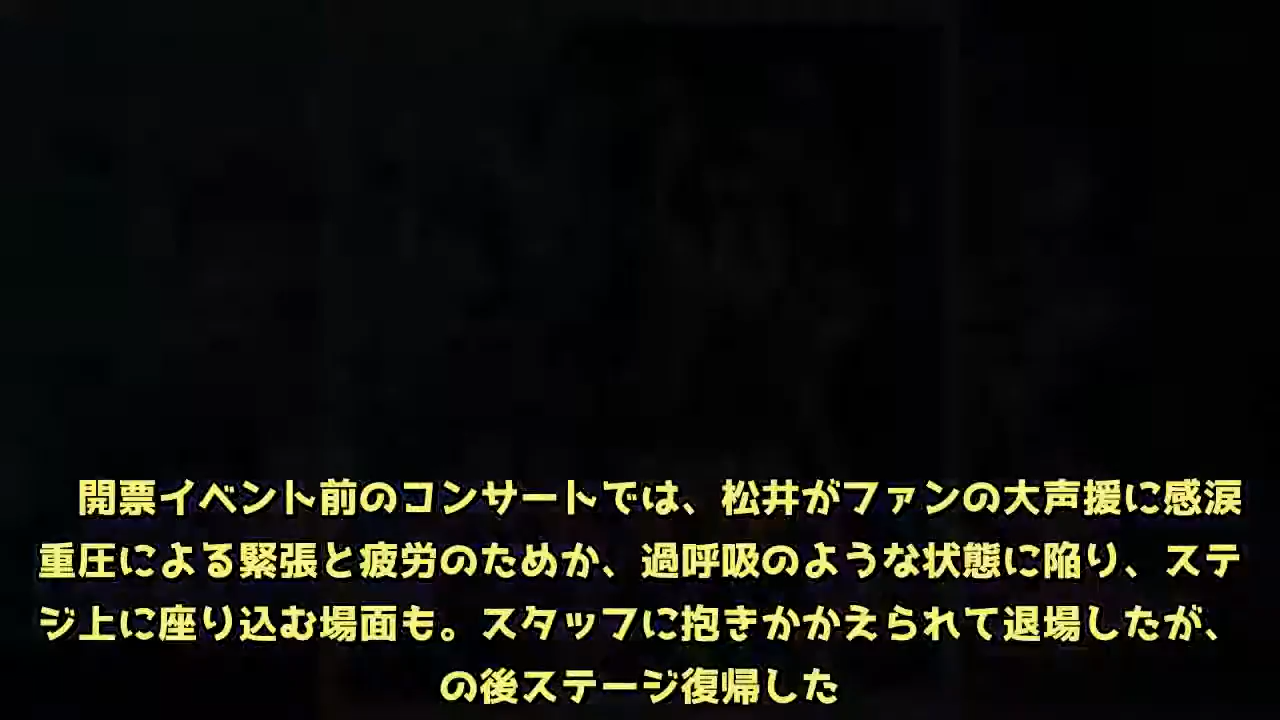 開票イベント前のコンサートでは、松井がファンの大声援に感涙
重圧による緊張と疲労のためか、過呼吸のような状態に陥り、ステ
ジ上に座り込む場面も。スタッフに抱きかかえられて退場したが、
の後ステージ復帰した